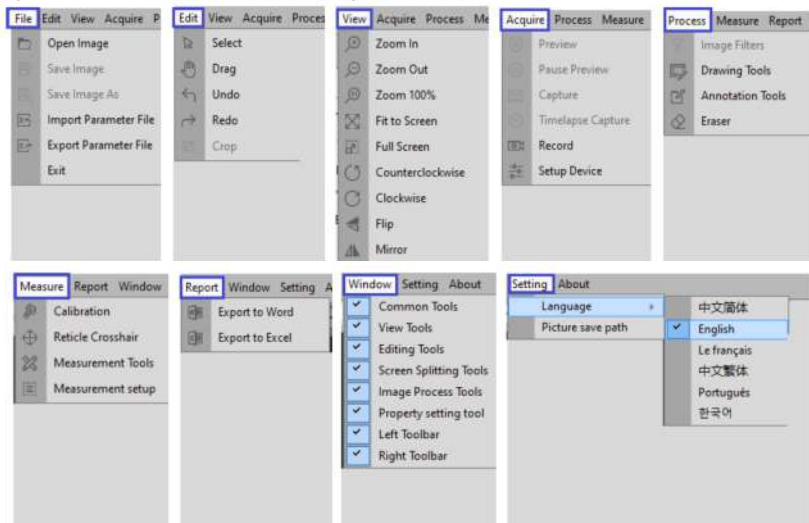 File Edit View Acquire P
Open Image
Save Image
Save Image As
Import Parameter File
Export Parameter File
Exit
Edit View Acquire Proces
Select
Drag
Undo
Redo
Crop
View Acquire Process Me
Zoom In
Zoom Out
Zoom 100%
Fit to Screen
Full Screen
Counterclockwise
Clockwise
Flip
Mirror
Acquire Process Measure
Preview
Pause Preview
Capture
Timelapse Capture
Record
Setup Device
Process Measure Report
Image Filters
Drawing Tools
Annotation Tools
Eraser
Measure Report Window
Calibration
Reticle Crosshair
Measurement Tools
Measurement setup
Report Window Setting A
Export to Word
Export to Excel
Window Setting About
Common Tools
View Tools
Editing Tools
Screen Splitting Tools
Image Process Tools
Property setting tool
Left Toolbar
Right Toolbar
Setting About
Language
Picture save path
中文简体
English
Le français
中文繁体
Português
한국어